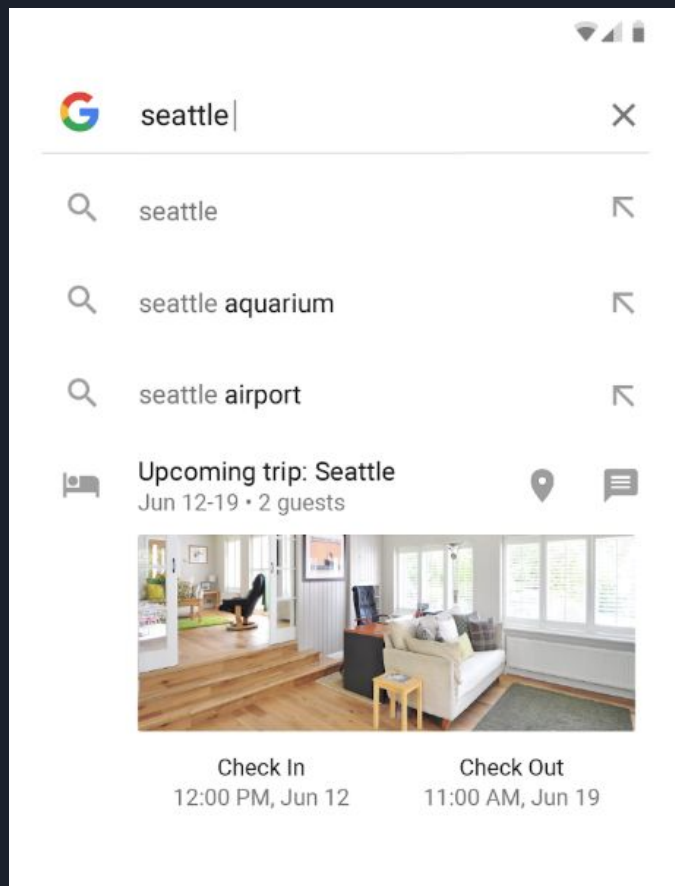 seattle
seattle
seattle aquarium
seattle airport
Upcoming trip: Seattle
Jun 12-19 • 2 guests
Check In
12:00 PM, Jun 12
Check Out
11:00 AM, Jun 19